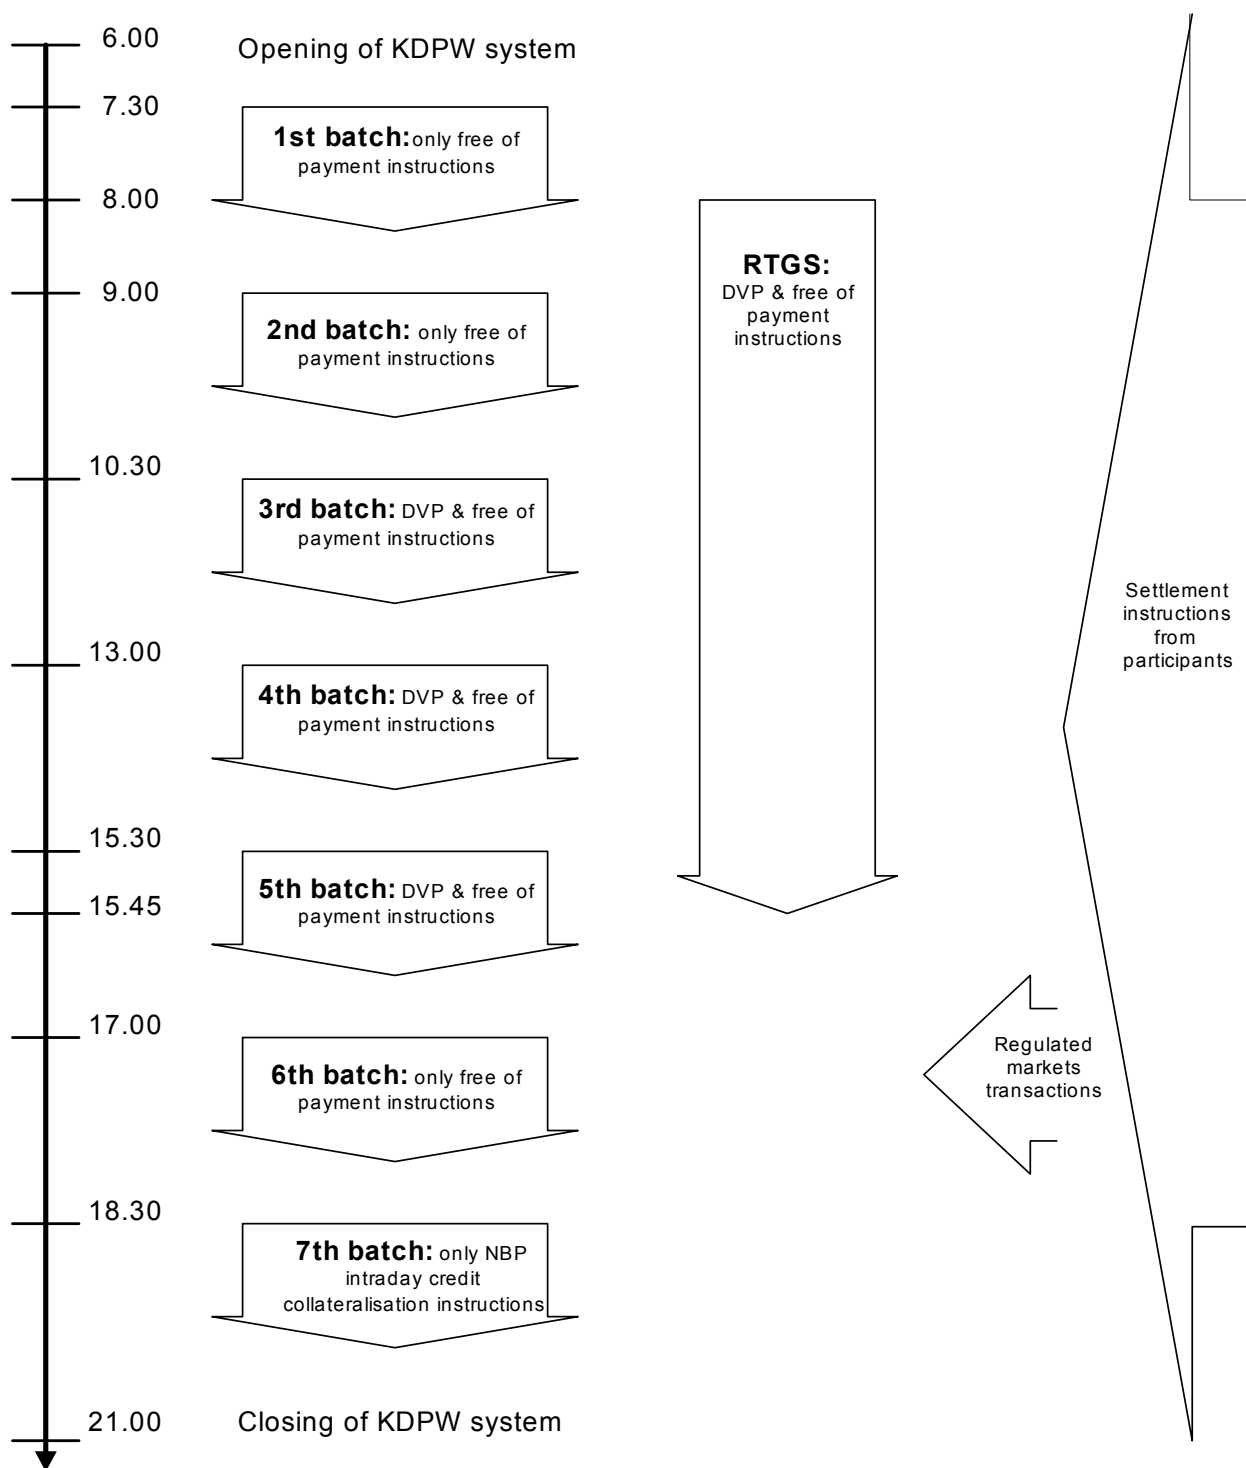 6.00
Opening of KDPW system
7.30
1st batch: only free of
payment instructions
8.00
RTGS:
DVP & free of
payment
instructions
9.00
2nd batch: only free of
payment instructions
10.30
3rd batch: DVP & free of
payment instructions
Settlement
instructions
from
participants
13.00
4th batch: DVP & free of
payment instructions
15.30
5th batch: DVP & free of
payment instructions
15.45
17.00
Regulated
markets
transactions
6th batch: only free of
payment instructions
18.30
7th batch: only NBP
intraday credit
collateralisation instructions
21.00
Closing of KDPW system